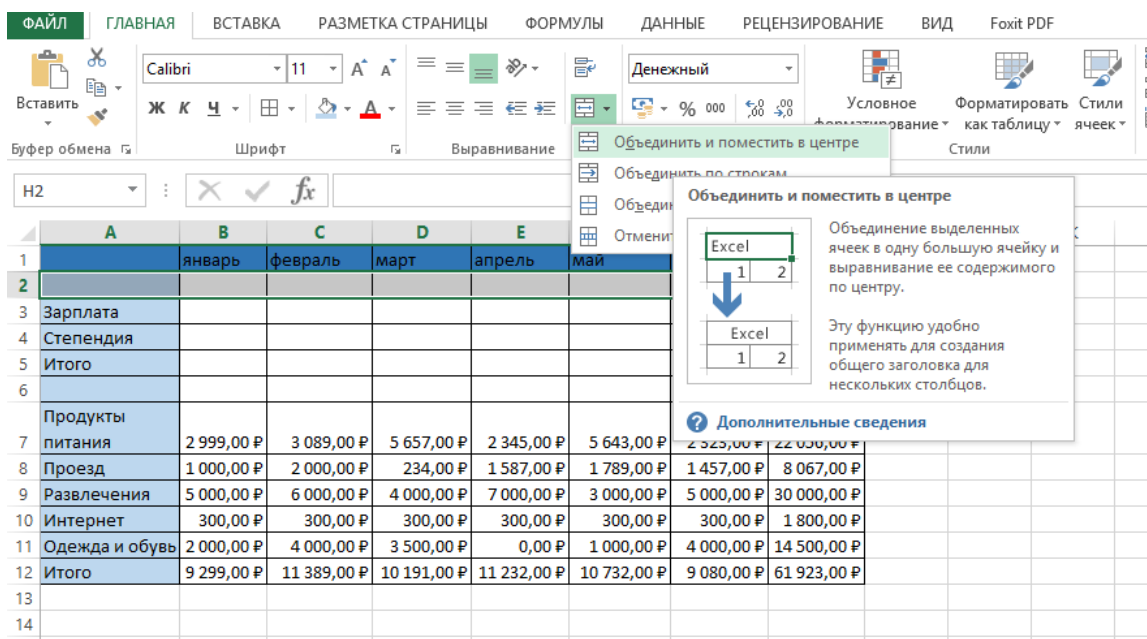 ФАЙЛ ГЛАВНАЯ ВСТАВКА РАЗМЕТКА СТРАНИЦЫ ФОРМУЛЫ ДАННЫЕ РЕЦЕНЗИРОВАНИЕ ВИД Foxit PDF
Calibri 11 Денежный
Вставить Ж К Ч % 000 Условное форматирование Форматировать как таблицу Стили ячеек
Буфер обмена Шрифт Выравнивание Стили
Объединить и поместить в центре
Объединить по строкам
H2 fx
Объединить и поместить в центре
Excel
1 2
Excel
1 2
Объединение выделенных
ячеек в одну большую ячейку и
выравнивание ее содержимого
по центру.
Эту функцию удобно
применять для создания
общего заголовка для
нескольких столбцов.
Дополнительные сведения
A B C D E
1 январь февраль март апрель май
2
3 Зарплата
4 Степендия
5 Итого
6
Продукты
7 питания 2 999,00 ₽ 3 089,00 ₽ 5 657,00 ₽ 2 345,00 ₽ 5 643,00 ₽ 2 323,00 ₽ 22 056,00 ₽
8 Проезд 1 000,00 ₽ 2 000,00 ₽ 234,00 ₽ 1 587,00 ₽ 1 789,00 ₽ 1 457,00 ₽ 8 067,00 ₽
9 Развлечения 5 000,00 ₽ 6 000,00 ₽ 4 000,00 ₽ 7 000,00 ₽ 3 000,00 ₽ 5 000,00 ₽ 30 000,00 ₽
10 Интернет 300,00 ₽ 300,00 ₽ 300,00 ₽ 300,00 ₽ 300,00 ₽ 300,00 ₽ 1 800,00 ₽
11 Одежда и обувь 2 000,00 ₽ 4 000,00 ₽ 3 500,00 ₽ 0,00 ₽ 1 000,00 ₽ 4 000,00 ₽ 14 500,00 ₽
12 Итого 9 299,00 ₽ 11 389,00 ₽ 10 191,00 ₽ 11 232,00 ₽ 10 732,00 ₽ 9 080,00 ₽ 61 923,00 ₽
13
14